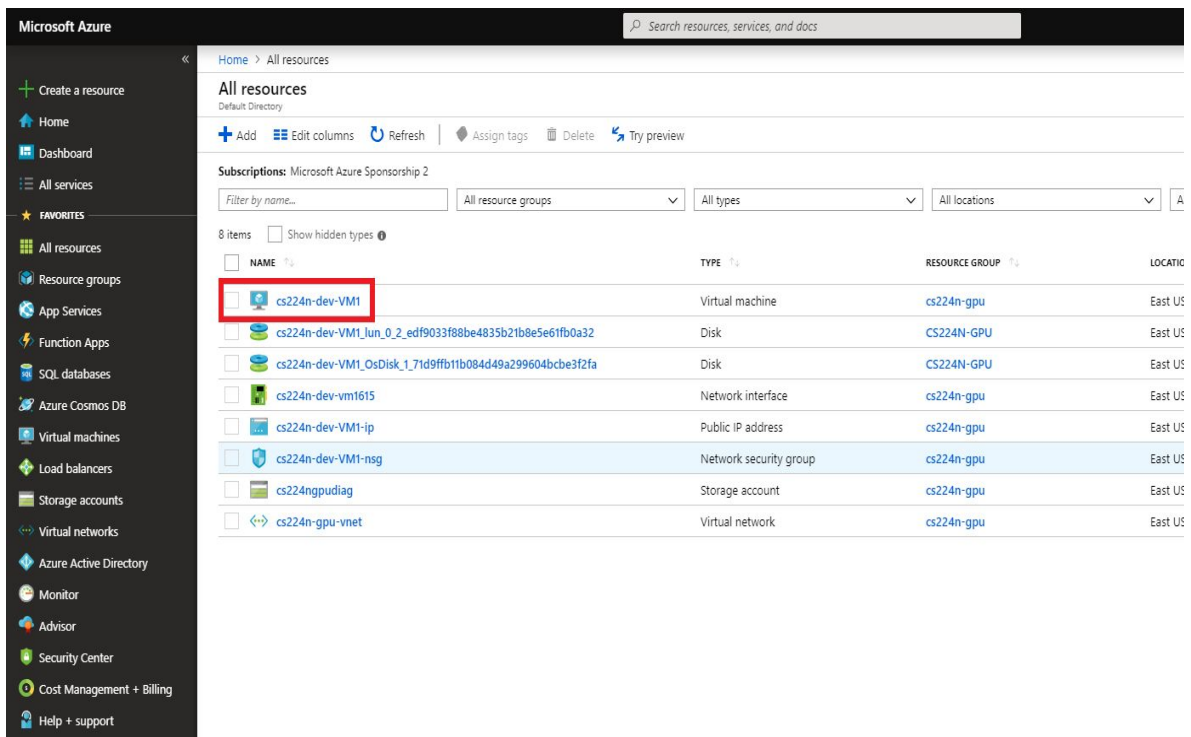 Microsoft Azure
Search resources, services, and docs
«
Create a resource
Home
Dashboard
All services
FAVORITES
All resources
Resource groups
App Services
Function Apps
SQL databases
Azure Cosmos DB
Virtual machines
Load balancers
Storage accounts
Virtual networks
Azure Active Directory
Monitor
Advisor
Security Center
Cost Management + Billing
Help + support
Home > All resources
All resources
Default Directory
Add Edit columns Refresh Assign tags Delete Try preview
Subscriptions: Microsoft Azure Sponsorship 2
Filter by name... All resource groups All types All locations A
8 items Show hidden types
NAME TYPE RESOURCE GROUP LOCATIO
cs224n-dev-VM1 Virtual machine cs224n-gpu East US
cs224n-dev-VM1_lun_0_2_edf9033f88be4835b21b8e5e61fb0a32 Disk CS224N-GPU East US
cs224n-dev-VM1_OsDisk_1_71d9ffb11b084d49a299604bcbe3f2fa Disk CS224N-GPU East US
cs224n-dev-vm1615 Network interface cs224n-gpu East US
cs224n-dev-VM1-ip Public IP address cs224n-gpu East US
cs224n-dev-VM1-nsg Network security group cs224n-gpu East US
cs224ngpudiag Storage account cs224n-gpu East US
cs224n-gpu-vnet Virtual network cs224n-gpu East US